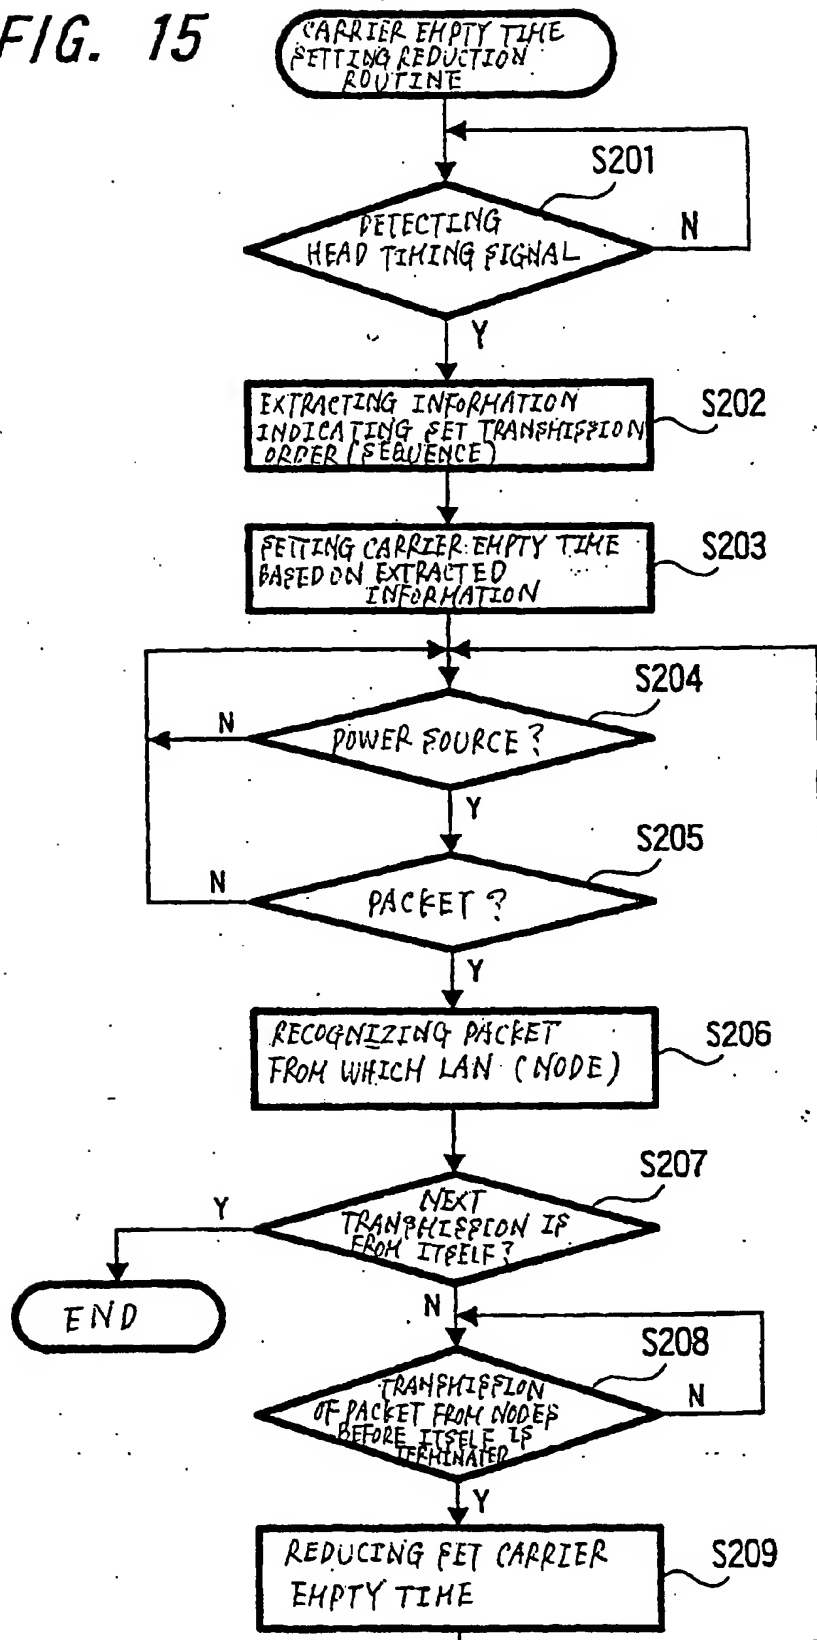 FIG. 15
CARRIER EMPTY TIME
SETTING REDUCTION
ROUTINE
S201
DETECTING
HEAD TIMING SIGNAL
N
Y
EXTRACTING INFORMATION
INDICATING SET TRANSMISSION
ORDER (SEQUENCE)
S202
SETTING CARRIER EMPTY TIME
BASED ON EXTRACTED
INFORMATION
S203
S204
N
POWER SOURCE?
Y
S205
N
PACKET?
Y
RECOGNIZING PACKET
FROM WHICH LAN (NODE)
S206
S207
Y
NEXT
TRANSMISSION IS
FROM ITSELF?
END
N
S208
TRANSMISSION
OF PACKET FROM NODES
BEFORE ITSELF IS
TERMINATED
N
Y
REDUCING SET CARRIER
EMPTY TIME
S209